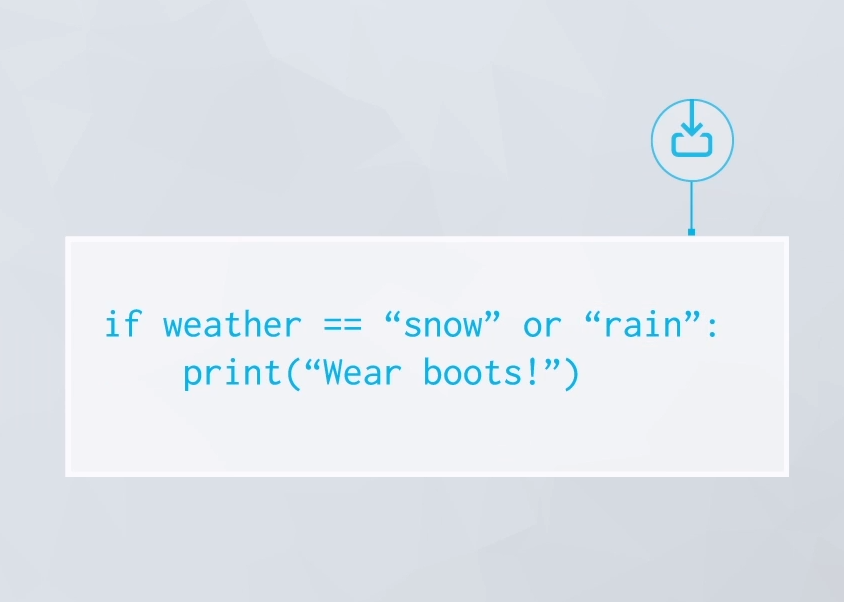 if weather == “snow” or “rain”:
    print(“Wear boots!”)